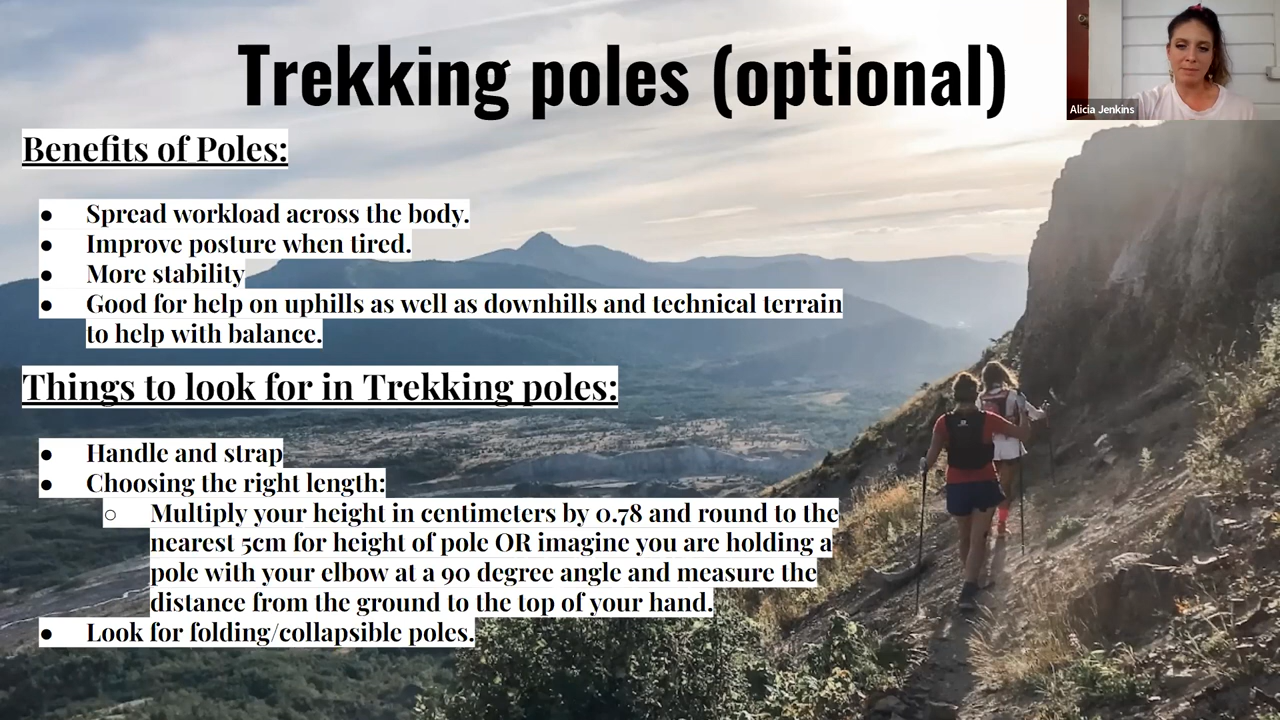 Trekking poles (optional)
Alicia Jenkins
Benefits of Poles:
● Spread workload across the body.
● Improve posture when tired.
● More stability
● Good for help on uphills as well as downhills and technical terrain
to help with balance.
Things to look for in Trekking poles:
● Handle and strap
● Choosing the right length:
○ Multiply your height in centimeters by 0.78 and round to the
nearest 5cm for height of pole OR imagine you are holding a
pole with your elbow at a 90 degree angle and measure the
distance from the ground to the top of your hand.
● Look for folding/collapsible poles.